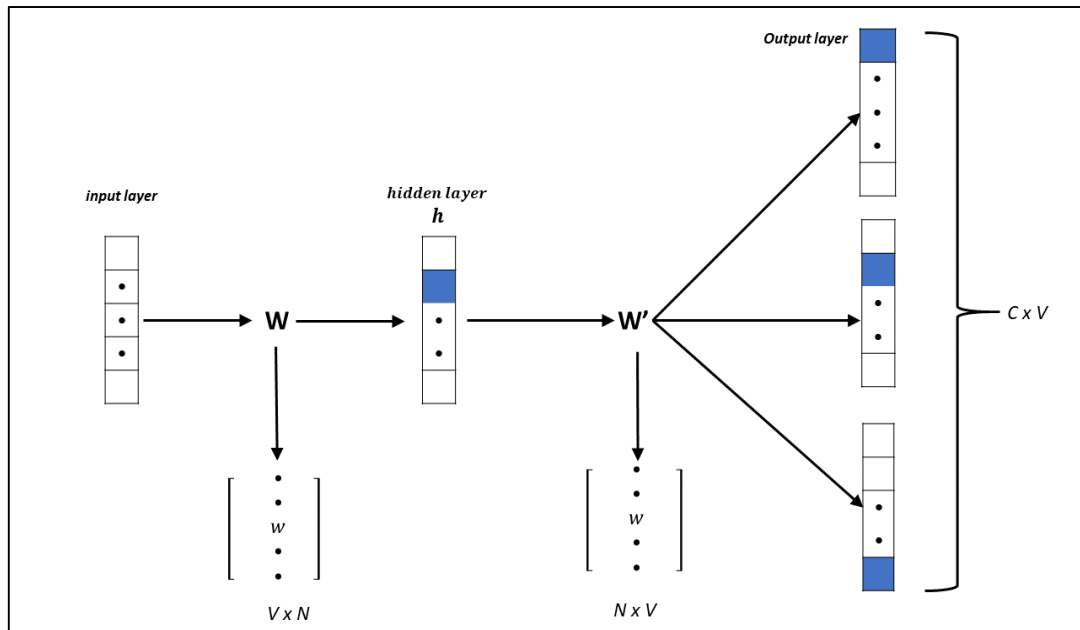 Output layer
input layer
hidden layer
h
W
W'
C x V
w
w
V x N
N x V